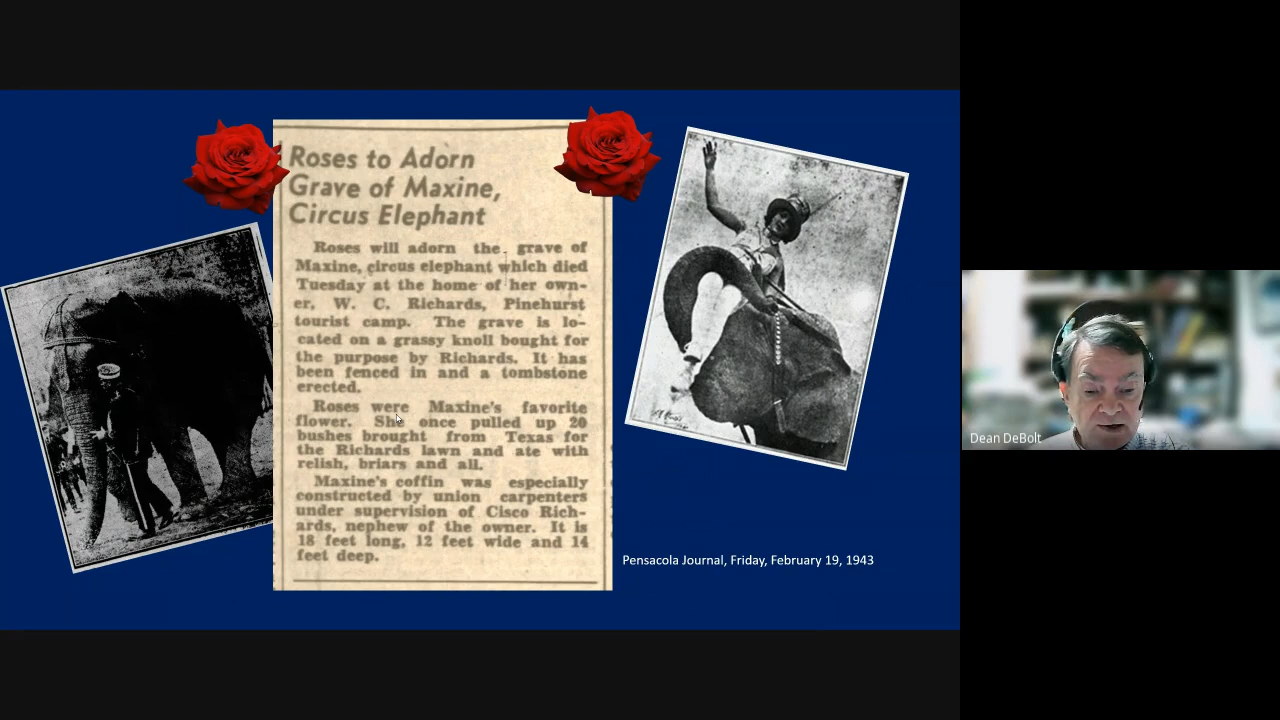 Roses to Adorn
Grave of Maxine,
Circus Elephant
Roses will adorn the grave of
Maxine, circus elephant which died
Tuesday at the home of her own-
er, W. C. Richards, Pinehurst
tourist camp. The grave is lo-
cated on a grassy knoll bought for
the purpose by Richards. It has
been fenced in and a tombstone
erected.
Roses were Maxine's favorite
flower. She once pulled up 20
bushes brought from Texas for
the Richards lawn and ate with
relish, briars and all.
Maxine's coffin was especially
constructed by union carpenters
under supervision of Cisco Rich-
ards, nephew of the owner. It is
18 feet long, 12 feet wide and 14
feet deep.
Pensacola Journal, Friday, February 19, 1943
Dean DeBolt